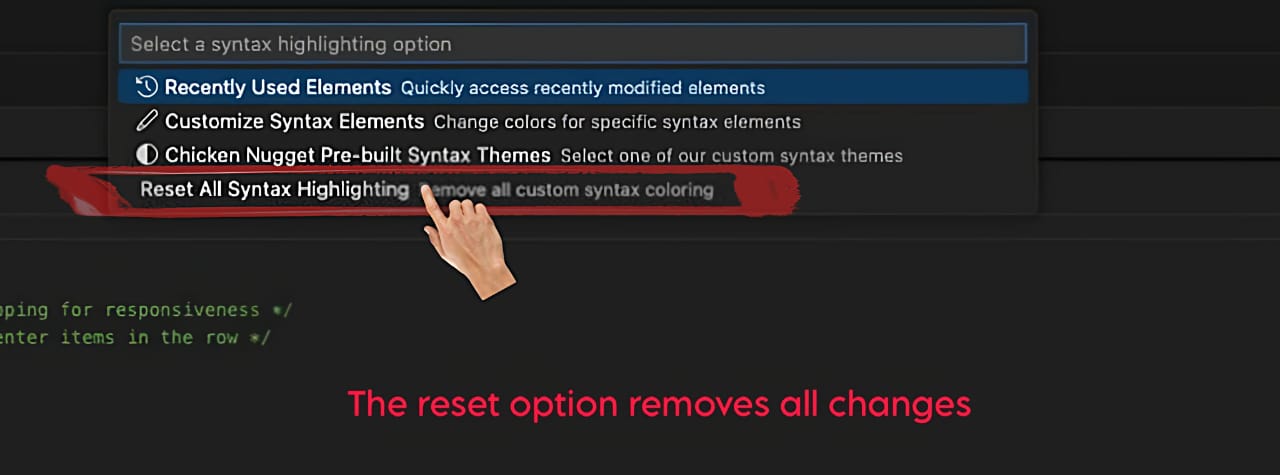 Select a syntax highlighting option
Recently Used Elements Quickly access recently modified elements
Customize Syntax Elements Change colors for specific syntax elements
Chicken Nugget Pre-built Syntax Themes Select one of our custom syntax themes
Reset All Syntax Highlighting Remove all custom syntax coloring
pping for responsiveness */
enter items in the row */
The reset option removes all changes